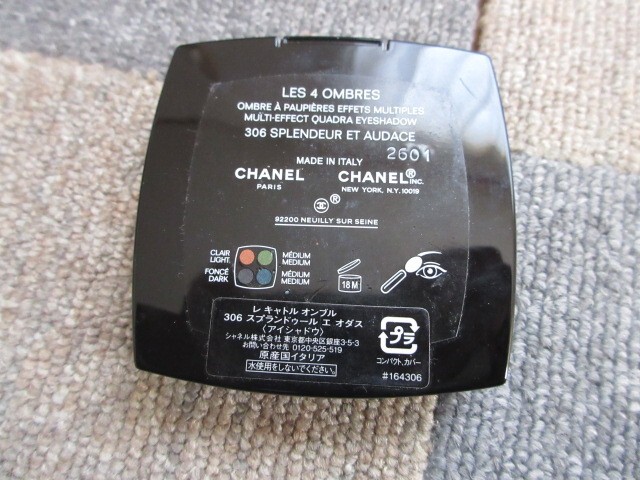 LES 4 OMBRES
OMBRE À PAUPIÈRES EFFETS MULTIPLES
MULTI-EFFECT QUADRA EYESHADOW
306 SPLENDEUR ET AUDACE
2601
MADE IN ITALY
CHANEL CHANEL® INC.
PARIS NEW YORK, N.Y. 10019
®
92200 NEUILLY SUR SEINE
CLAIR MÉDIUM
LIGHT MEDIUM
FONCÉ MÉDIUM
DARK MEDIUM
18 M
レ キャトル オンブル
306 スプランドゥール エ オダス
〈アイシャドウ〉
シャネル株式会社 東京都中央区銀座3-5-3
お問い合わせ先 0120-525-519
原産国イタリア
水使用をしないでください。
プラ
コンパクト、カバー
#164306